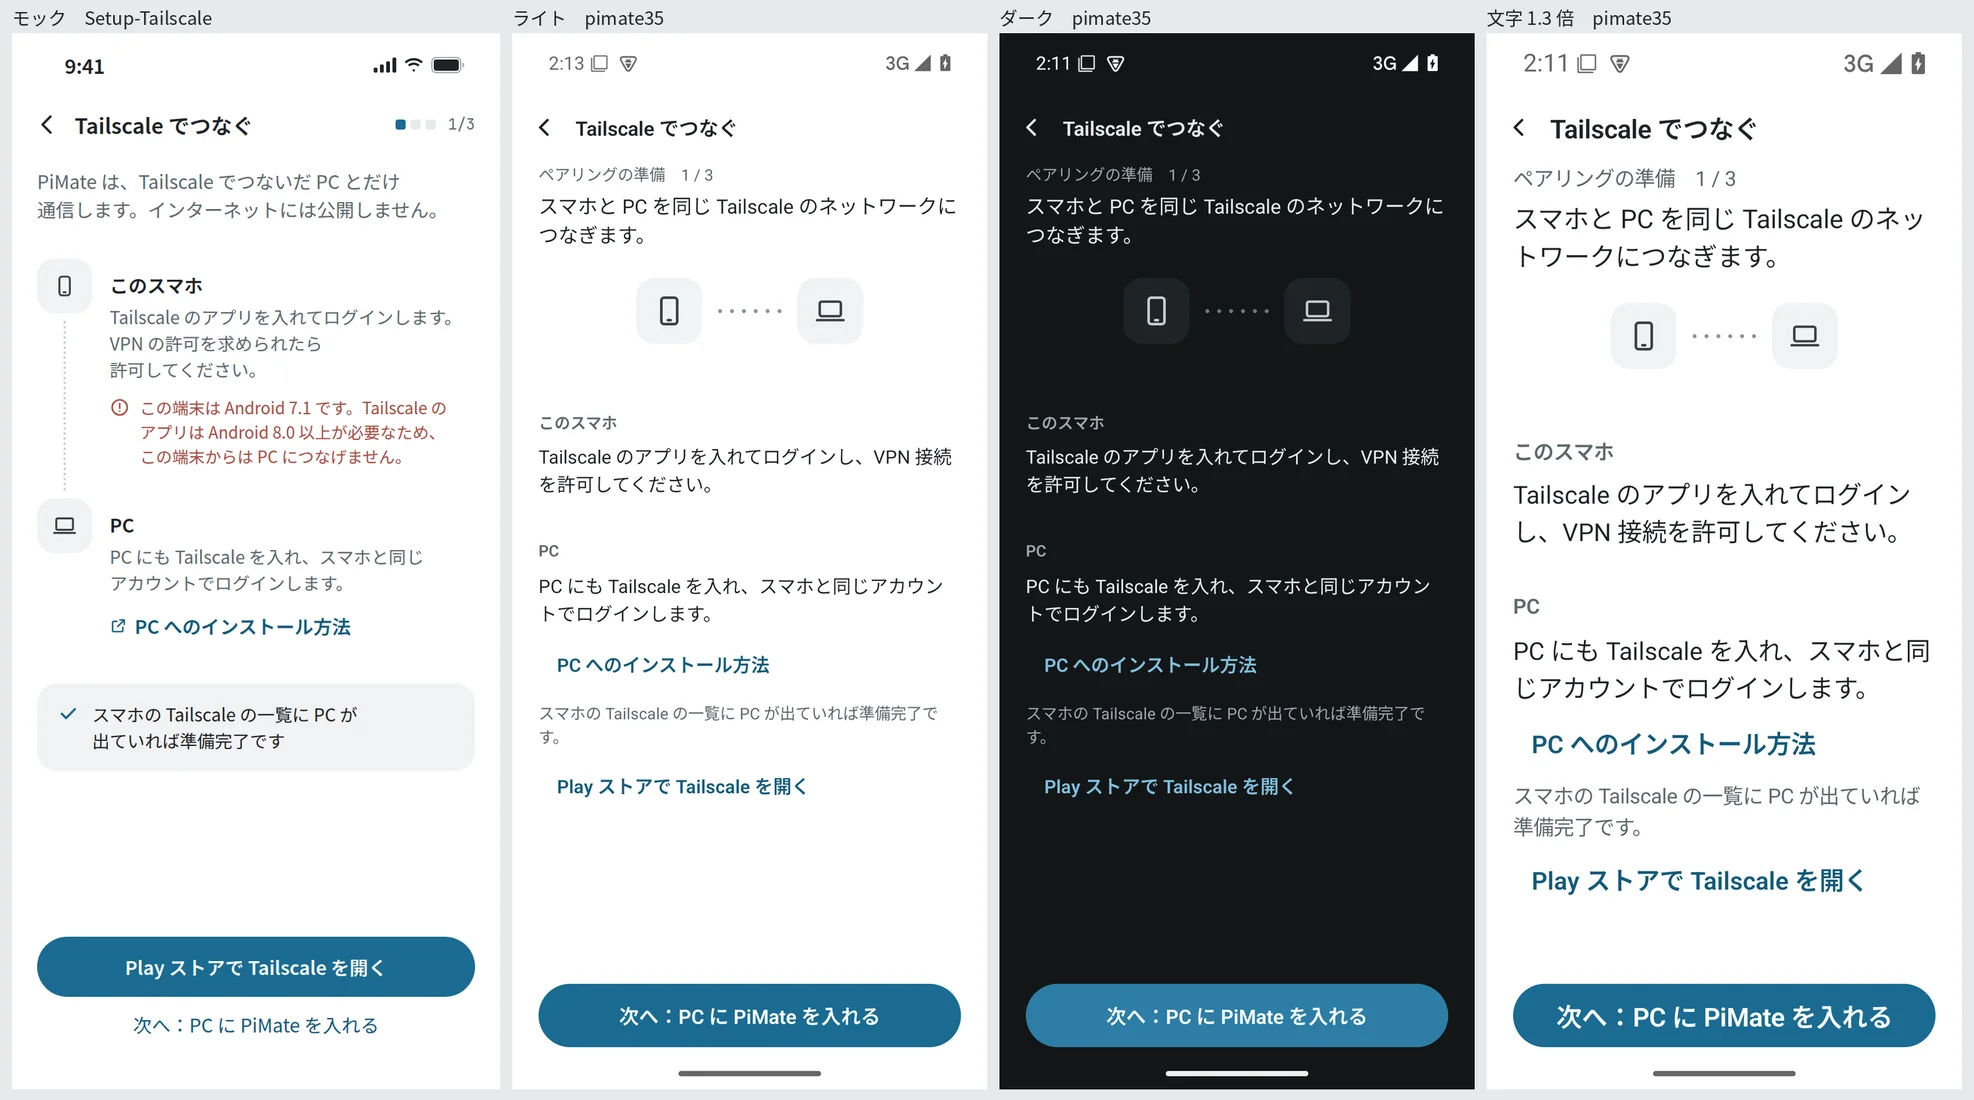 モック Setup-Tailscale
9:41
Tailscale でつなぐ
1/3
PiMate は、Tailscale でつないだ PC とだけ
通信します。インターネットには公開しません。
このスマホ
Tailscale のアプリを入れてログインします。
VPN の許可を求められたら
許可してください。
この端末は Android 7.1 です。Tailscale の
アプリは Android 8.0 以上が必要なため、
この端末からは PC につなげません。
PC
PC にも Tailscale を入れ、スマホと同じ
アカウントでログインします。
PC へのインストール方法
スマホの Tailscale の一覧に PC が
出ていれば準備完了です
Play ストアで Tailscale を開く
次へ：PC に PiMate を入れる
ライト pimate35
2:13
3G
Tailscale でつなぐ
ペアリングの準備 1 / 3
スマホと PC を同じ Tailscale のネットワークに
つなぎます。
このスマホ
Tailscale のアプリを入れてログインし、VPN 接続
を許可してください。
PC
PC にも Tailscale を入れ、スマホと同じアカウン
トでログインします。
PC へのインストール方法
スマホの Tailscale の一覧に PC が出ていれば準備完了で
す。
Play ストアで Tailscale を開く
次へ：PC に PiMate を入れる
ダーク pimate35
2:11
3G
Tailscale でつなぐ
ペアリングの準備 1 / 3
スマホと PC を同じ Tailscale のネットワークに
つなぎます。
このスマホ
Tailscale のアプリを入れてログインし、VPN 接続
を許可してください。
PC
PC にも Tailscale を入れ、スマホと同じアカウン
トでログインします。
PC へのインストール方法
スマホの Tailscale の一覧に PC が出ていれば準備完了で
す。
Play ストアで Tailscale を開く
次へ：PC に PiMate を入れる
文字 1.3 倍 pimate35
2:11
3G
Tailscale でつなぐ
ペアリングの準備 1 / 3
スマホと PC を同じ Tailscale のネッ
トワークにつなぎます。
このスマホ
Tailscale のアプリを入れてログイン
し、VPN 接続を許可してください。
PC
PC にも Tailscale を入れ、スマホと同
じアカウントでログインします。
PC へのインストール方法
スマホの Tailscale の一覧に PC が出ていれば
準備完了です。
Play ストアで Tailscale を開く
次へ：PC に PiMate を入れる